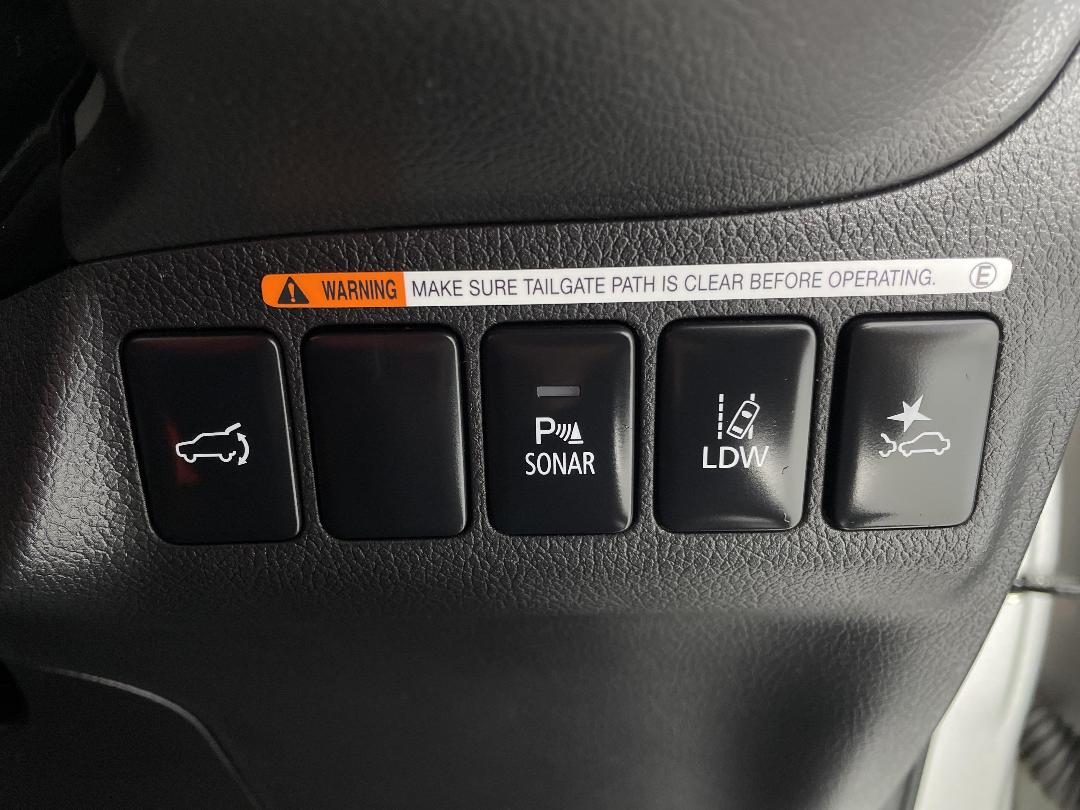 WARNING MAKE SURE TAILGATE PATH IS CLEAR BEFORE OPERATING. E
P
SONAR
LDW